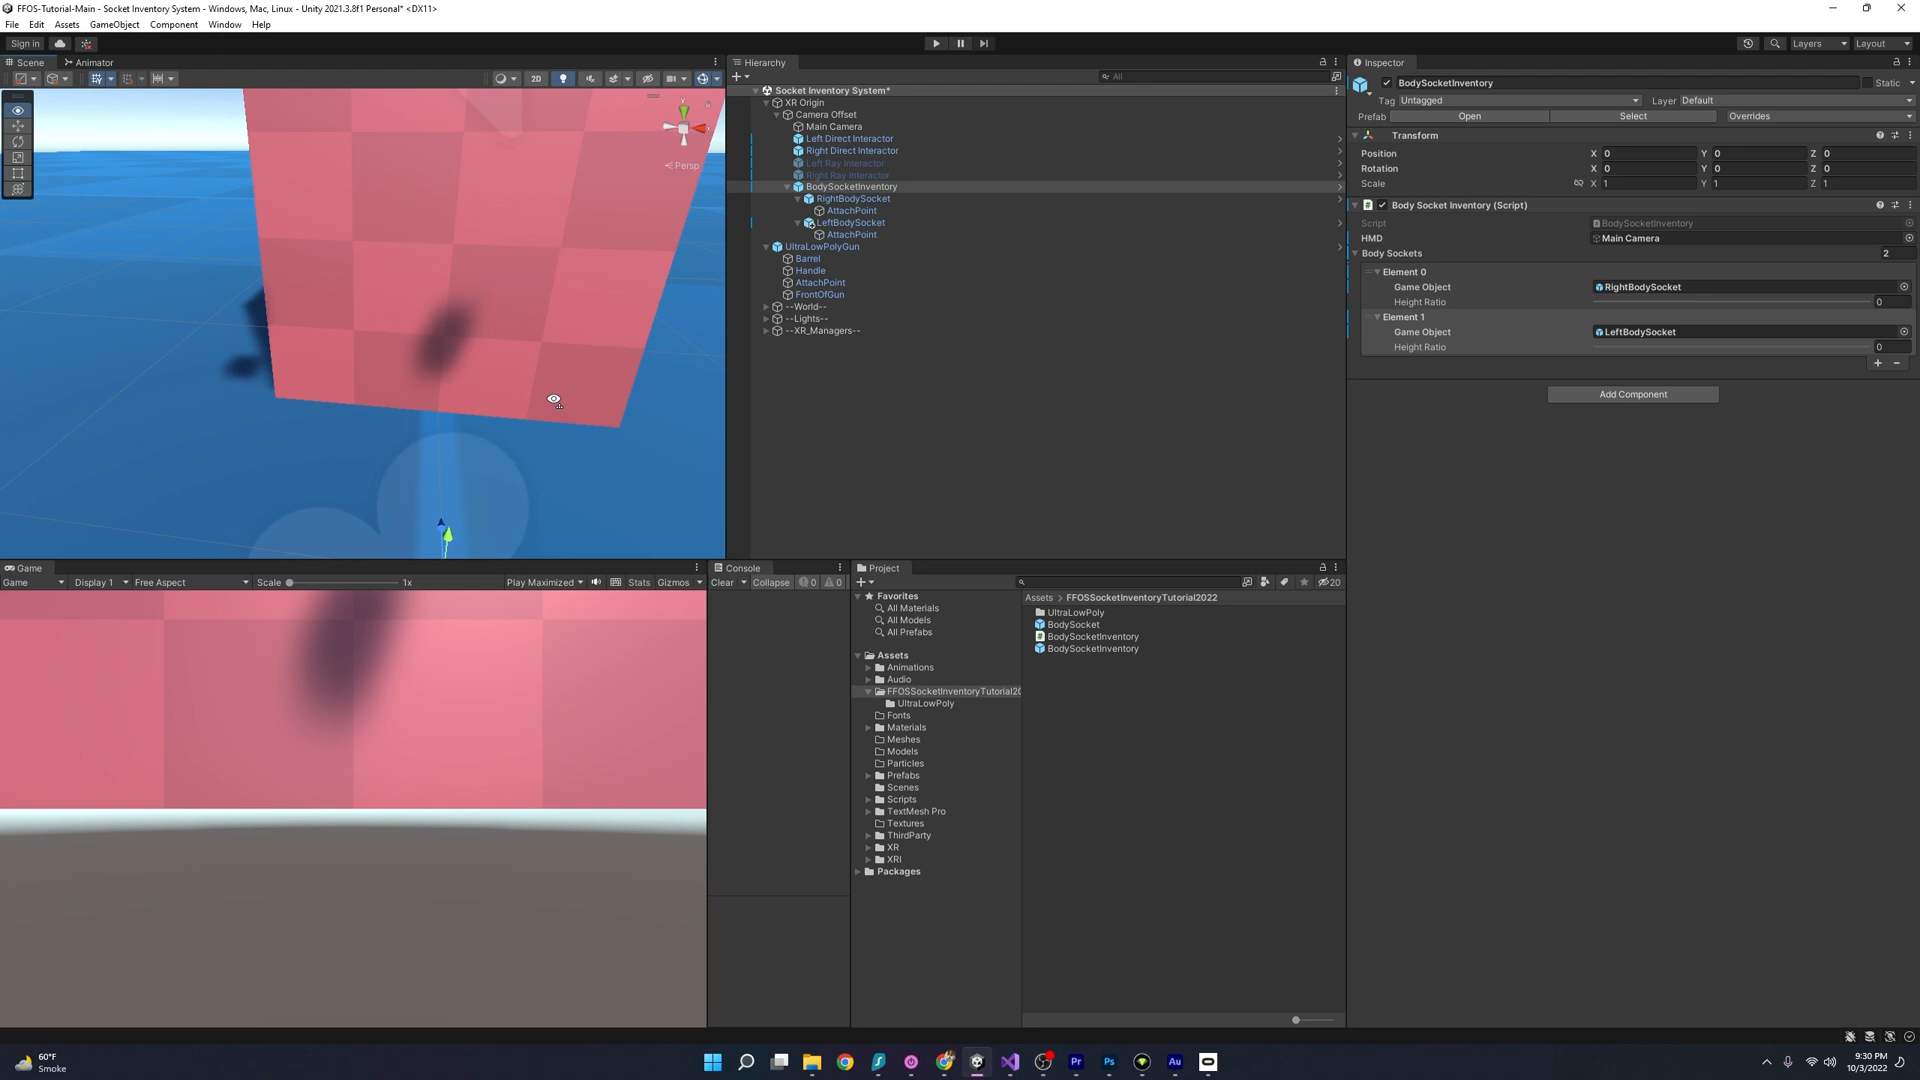 FFOS-Tutorial-Main - Socket Inventory System - Windows, Mac, Linux - Unity 2021.3.8f1 Personal* <DX11>
File Edit Assets GameObject Component Window Help
Sign in
Layers Layout
Scene Animator
2D
y
Persp
Hierarchy
All
Socket Inventory System*
XR Origin
Camera Offset
Main Camera
Left Direct Interactor
Right Direct Interactor
Left Ray Interactor
Right Ray Interactor
BodySocketInventory
RightBodySocket
AttachPoint
LeftBodySocket
AttachPoint
UltraLowPolyGun
Barrel
Handle
AttachPoint
FrontOfGun
--World--
--Lights--
--XR_Managers--
Inspector
BodySocketInventory Static
Tag Untagged Layer Default
Prefab Open Select Overrides
Transform
Position X 0 Y 0 Z 0
Rotation X 0 Y 0 Z 0
Scale X 1 Y 1 Z 1
Body Socket Inventory (Script)
Script BodySocketInventory
HMD Main Camera
Body Sockets 2
Element 0
Game Object RightBodySocket
Height Ratio 0
Element 1
Game Object LeftBodySocket
Height Ratio 0
Add Component
Game
Game Display 1 Free Aspect Scale 1x Play Maximized Stats Gizmos
Console
Clear Collapse 0 0
Project
20
Favorites
All Materials
All Models
All Prefabs
Assets
Animations
Audio
FFOSSocketInventoryTutorial20
UltraLowPoly
Fonts
Materials
Meshes
Models
Particles
Prefabs
Scenes
Scripts
TextMesh Pro
Textures
ThirdParty
XR
XRI
Packages
Assets > FFOSSocketInventoryTutorial2022
UltraLowPoly
BodySocket
BodySocketInventory
BodySocketInventory
60°F
Smoke
Pr Ps Au
9:30 PM
10/3/2022